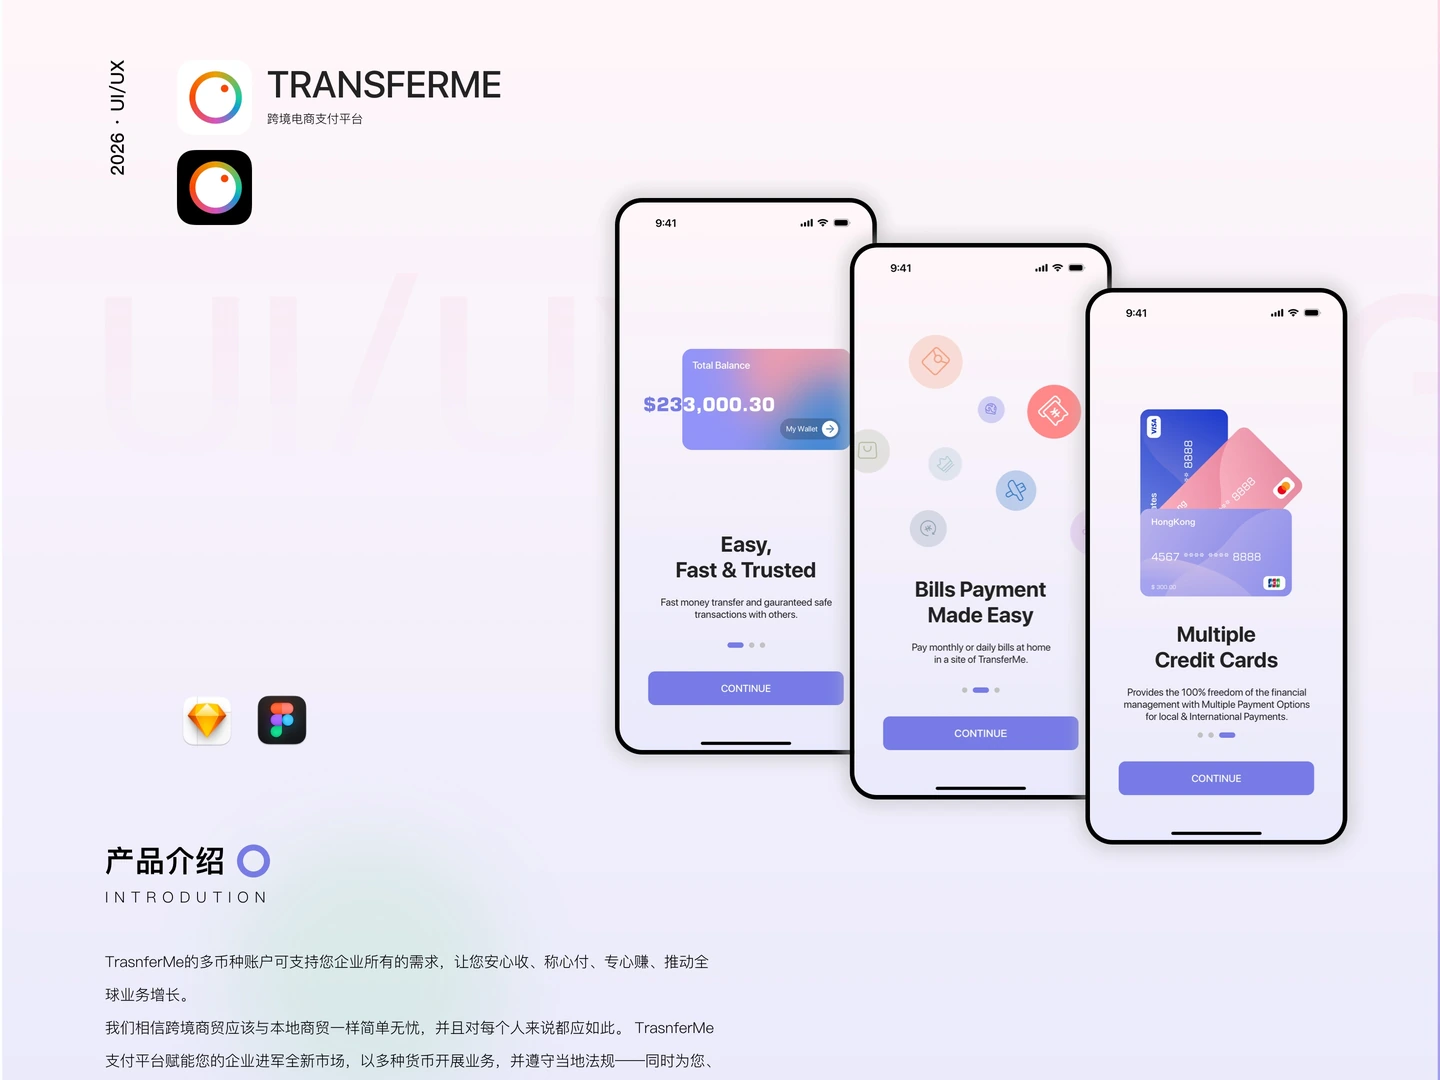 2026 · UI/UX
TRANSFERME
跨境电商支付平台
UI/U
G
9:41
Total Balance
$233,000.30
My Wallet
Easy,
Fast & Trusted
Fast money transfer and gauranteed safe
transactions with others.
CONTINUE
9:41
Bills Payment
Made Easy
Pay monthly or daily bills at home
in a site of TransferMe.
CONTINUE
9:41
VISA
8888
8888
HongKong
4567 **** **** 8888
$ 300.00
JCB
Multiple
Credit Cards
Provides the 100% freedom of the financial
management with Multiple Payment Options
for local & International Payments.
CONTINUE
产品介绍
INTRODUTION
TrasnferMe的多币种账户可支持您企业所有的需求，让您安心收、称心付、专心赚、推动全
球业务增长。
我们相信跨境商贸应该与本地商贸一样简单无忧，并且对每个人来说都应如此。 TrasnferMe
支付平台赋能您的企业进军全新市场，以多种货币开展业务，并遵守当地法规——同时为您、